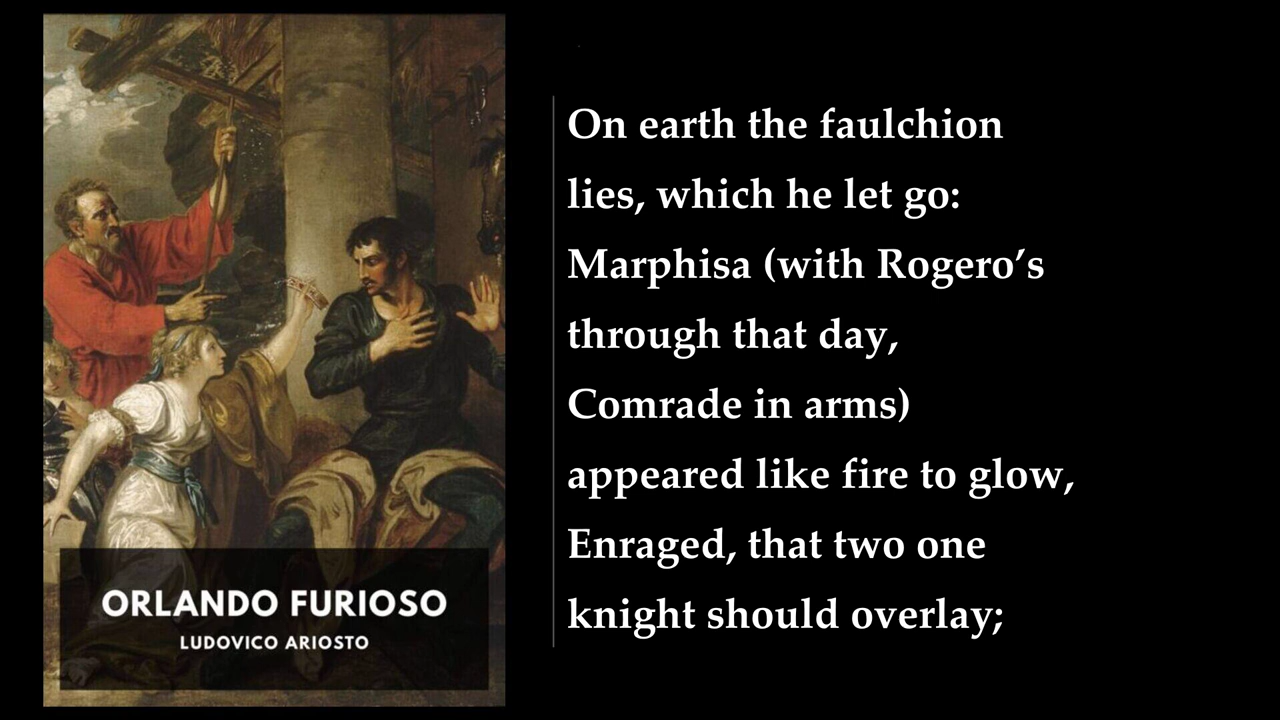 ORLANDO FURIOSO
LUDOVICO ARIOSTO
On earth the faulchion
lies, which he let go:
Marphisa (with Rogero’s
through that day,
Comrade in arms)
appeared like fire to glow,
Enraged, that two one
knight should overlay;